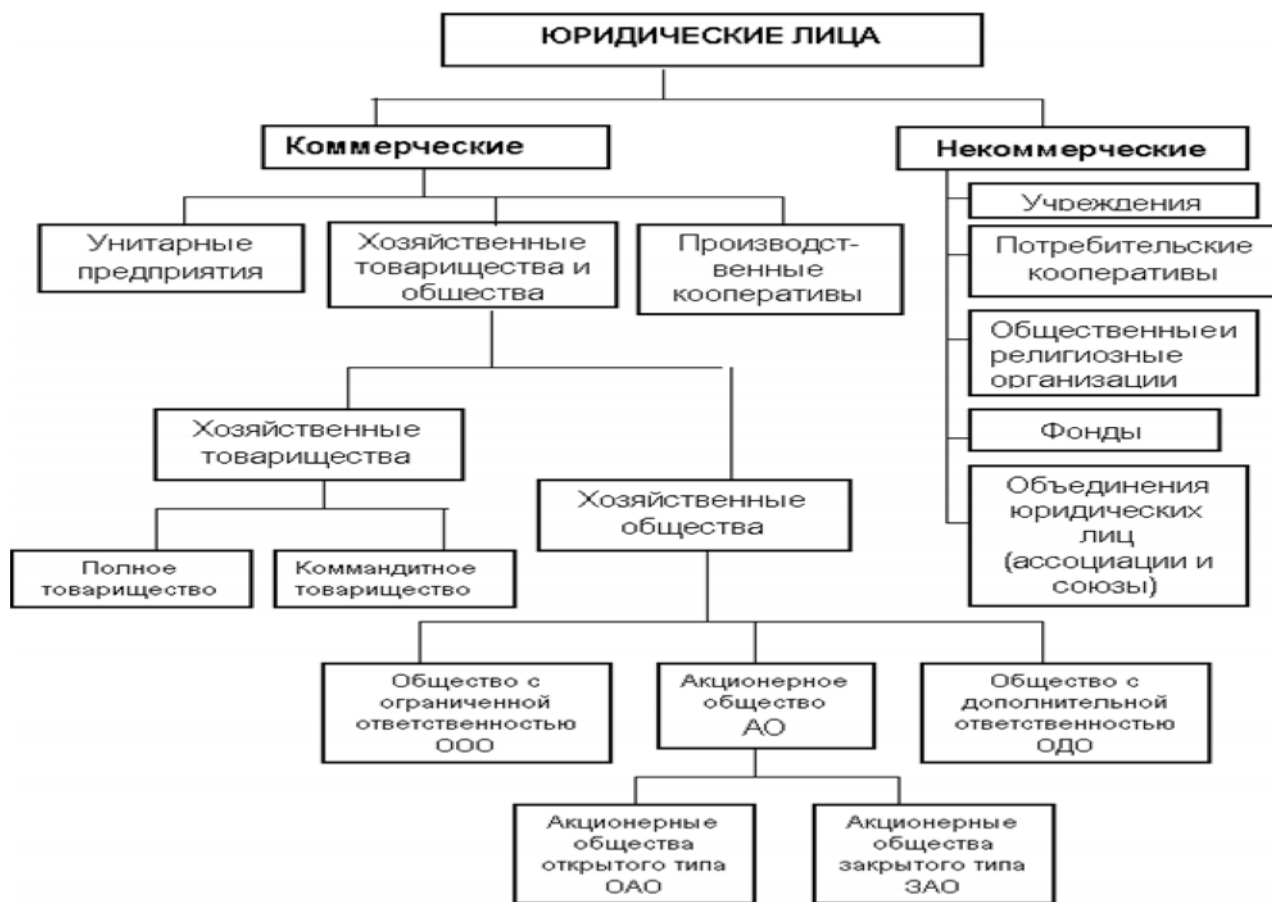 ЮРИДИЧЕСКИЕ ЛИЦА
Коммерческие
Некоммерческие
Унитарные
предприятия
Хозяйственные
товарищества и
общества
Производст-
венные
кооперативы
Учреждения
Потребительские
кооперативы
Общественные и
религиозные
организации
Фонды
Объединения
юридических
лиц
(ассоциации и
союзы)
Хозяйственные
товарищества
Хозяйственные
общества
Полное
товарищество
Коммандитное
товарищество
Общество с
ограниченной
ответственностью
ООО
Акционерное
общество
АО
Общество с
дополнительной
ответственностью
ОДО
Акционерные
общества
открытого типа
ОАО
Акционерные
общества
закрытого типа
ЗАО